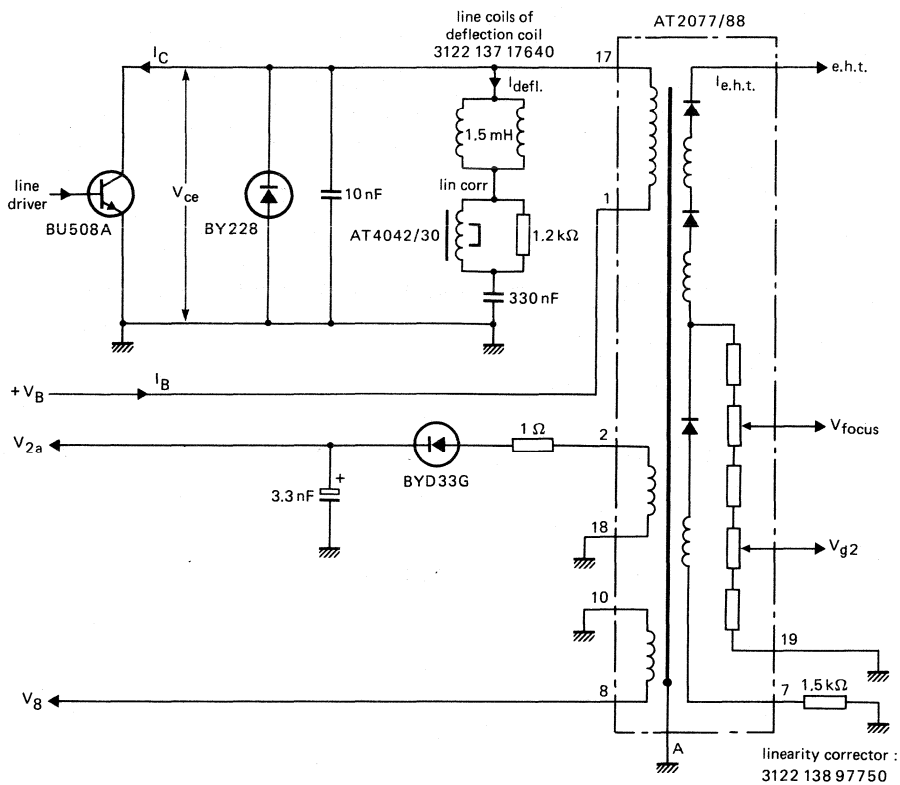 line coils of
deflection coil
3122 137 17640
AT2077/88
I_C
17
I_e.h.t.
e.h.t.
I_defl.
1.5 mH
line
driver
V_ce
10 nF
lin corr
1
BU508A
BY228
AT4042/30
1.2 kΩ
330 nF
+ V_B
I_B
V_2a
1 Ω
2
V_focus
BYD33G
+
3.3 nF
18
V_g2
10
19
V_8
8
7
1.5 kΩ
A
linearity corrector :
3122 138 97750